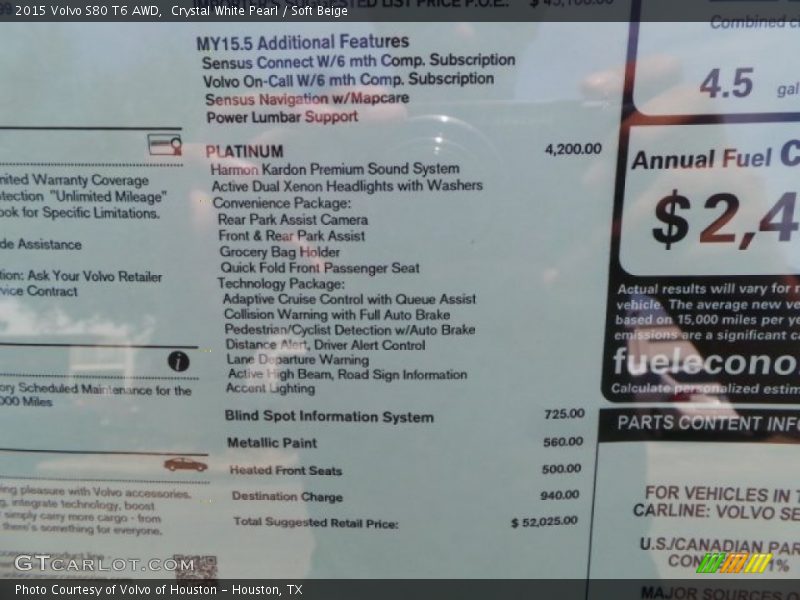 2015 Volvo S80 T6 AWD, Crystal White Pearl / Soft Beige
MY15.5 Additional Features
Sensus Connect W/6 mth Comp. Subscription
Volvo On-Call W/6 mth Comp. Subscription
Sensus Navigation w/Mapcare
Power Lumbar Support
PLATINUM 4,200.00
Harmon Kardon Premium Sound System
Active Dual Xenon Headlights with Washers
Convenience Package:
Rear Park Assist Camera
Front & Rear Park Assist
Grocery Bag Holder
Quick Fold Front Passenger Seat
Technology Package:
Adaptive Cruise Control with Queue Assist
Collision Warning with Full Auto Brake
Pedestrian/Cyclist Detection w/Auto Brake
Distance Alert, Driver Alert Control
Lane Departure Warning
Active High Beam, Road Sign Information
Accent Lighting
Blind Spot Information System 725.00
Metallic Paint 560.00
Heated Front Seats 500.00
Destination Charge 940.00
Total Suggested Retail Price: $ 52,025.00
Warranty Coverage
"Unlimited Mileage"
for Specific Limitations.
Assistance
Ask Your Volvo Retailer
Contract
Scheduled Maintenance for the
Miles
pleasure with Volvo accessories.
integrate technology, boost
simply carry more cargo - from
there's something for everyone.
Combined
4.5 gal
Annual Fuel
$2,4
Actual results will vary for
vehicle. The average new
based on 15,000 miles per
emissions are a significant
fuelecono
Calculate personalized
PARTS CONTENT
FOR VEHICLES IN
CARLINE: VOLVO
U.S./CANADIAN
1%
MAJOR SOURCES
GTCarLot.com
Photo Courtesy of Volvo of Houston - Houston, TX